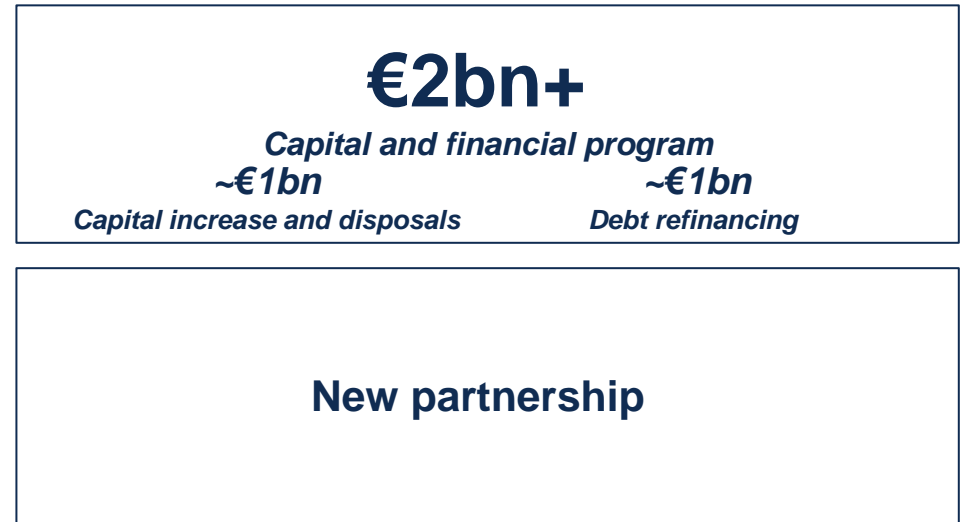 €2bn+
Capital and financial program
~€1bn ~€1bn
Capital increase and disposals Debt refinancing
New partnership